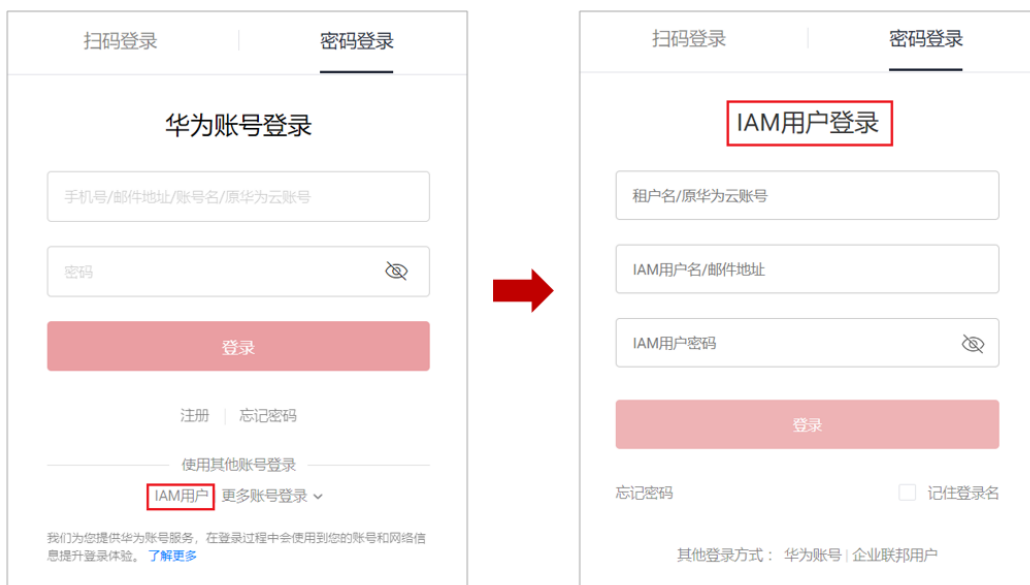 扫码登录
密码登录
华为账号登录
手机号/邮件地址/账号名/原华为云账号
密码
登录
注册 | 忘记密码
使用其他账号登录
IAM用户 更多账号登录
我们为您提供华为账号服务，在登录过程中会使用到您的账号和网络信
息提升登录体验。 了解更多
扫码登录
密码登录
IAM用户登录
租户名/原华为云账号
IAM用户名/邮件地址
IAM用户密码
登录
忘记密码
记住登录名
其他登录方式： 华为账号 | 企业联邦用户